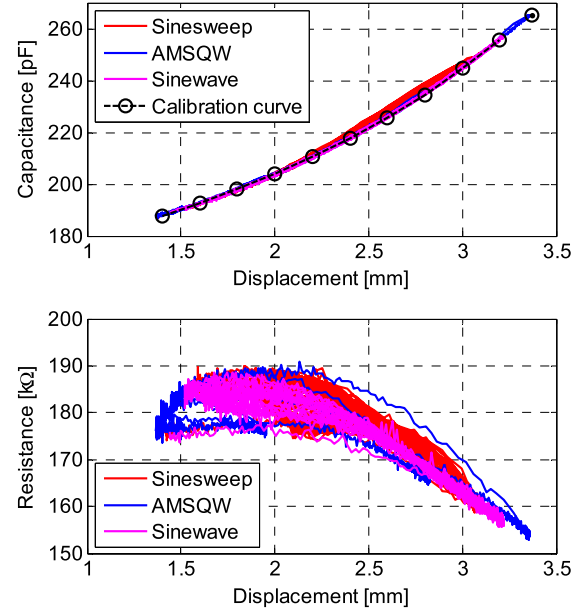 Capacitance [pF]
260
240
220
200
180
Sinesweep
AMSQW
Sinewave
Calibration curve
1 1.5 2 2.5 3 3.5
Displacement [mm]
Resistance [kΩ]
200
190
180
170
160
150
Sinesweep
AMSQW
Sinewave
1 1.5 2 2.5 3 3.5
Displacement [mm]